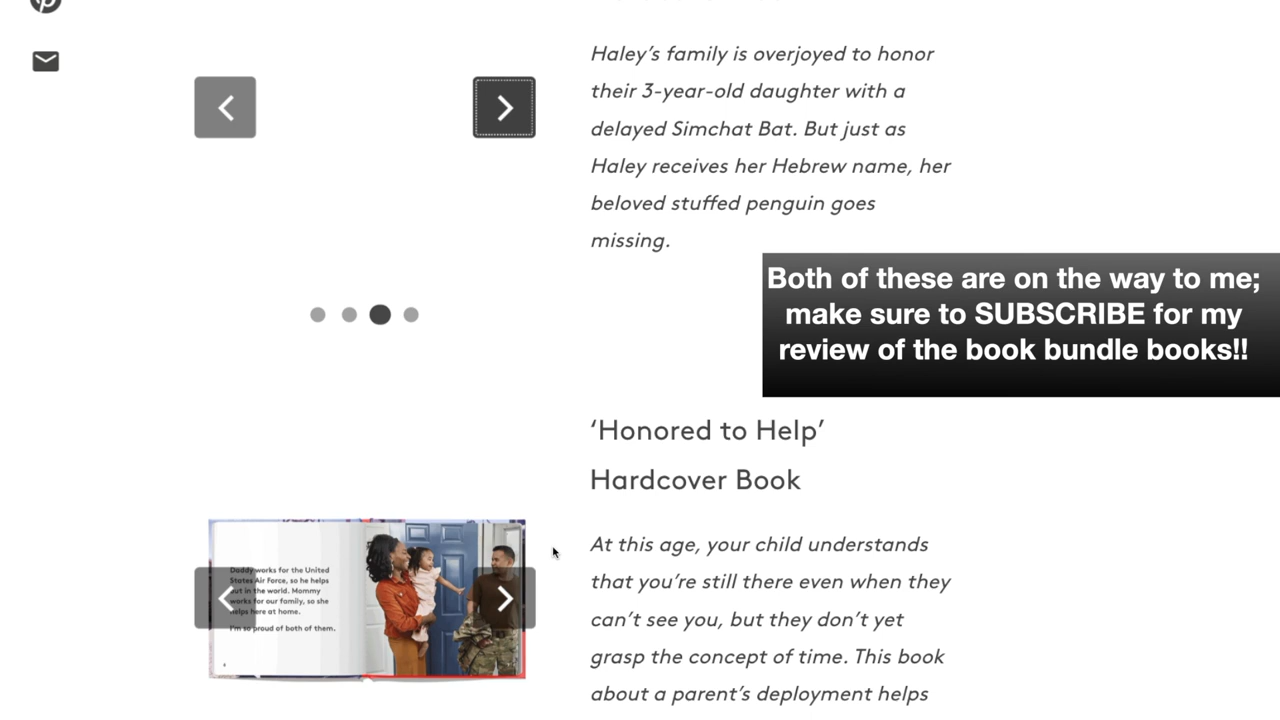 Haley’s family is overjoyed to honor
their 3-year-old daughter with a
delayed Simchat Bat. But just as
Haley receives her Hebrew name, her
beloved stuffed penguin goes
missing.
Both of these are on the way to me;
make sure to SUBSCRIBE for my
review of the book bundle books!!
‘Honored to Help’
Hardcover Book
Daddy works for the United
States Air Force, so he helps
out in the world. Mommy
works for our family, so she
helps here at home.
I'm so proud of both of them.
At this age, your child understands
that you’re still there even when they
can’t see you, but they don’t yet
grasp the concept of time. This book
about a parent’s deployment helps